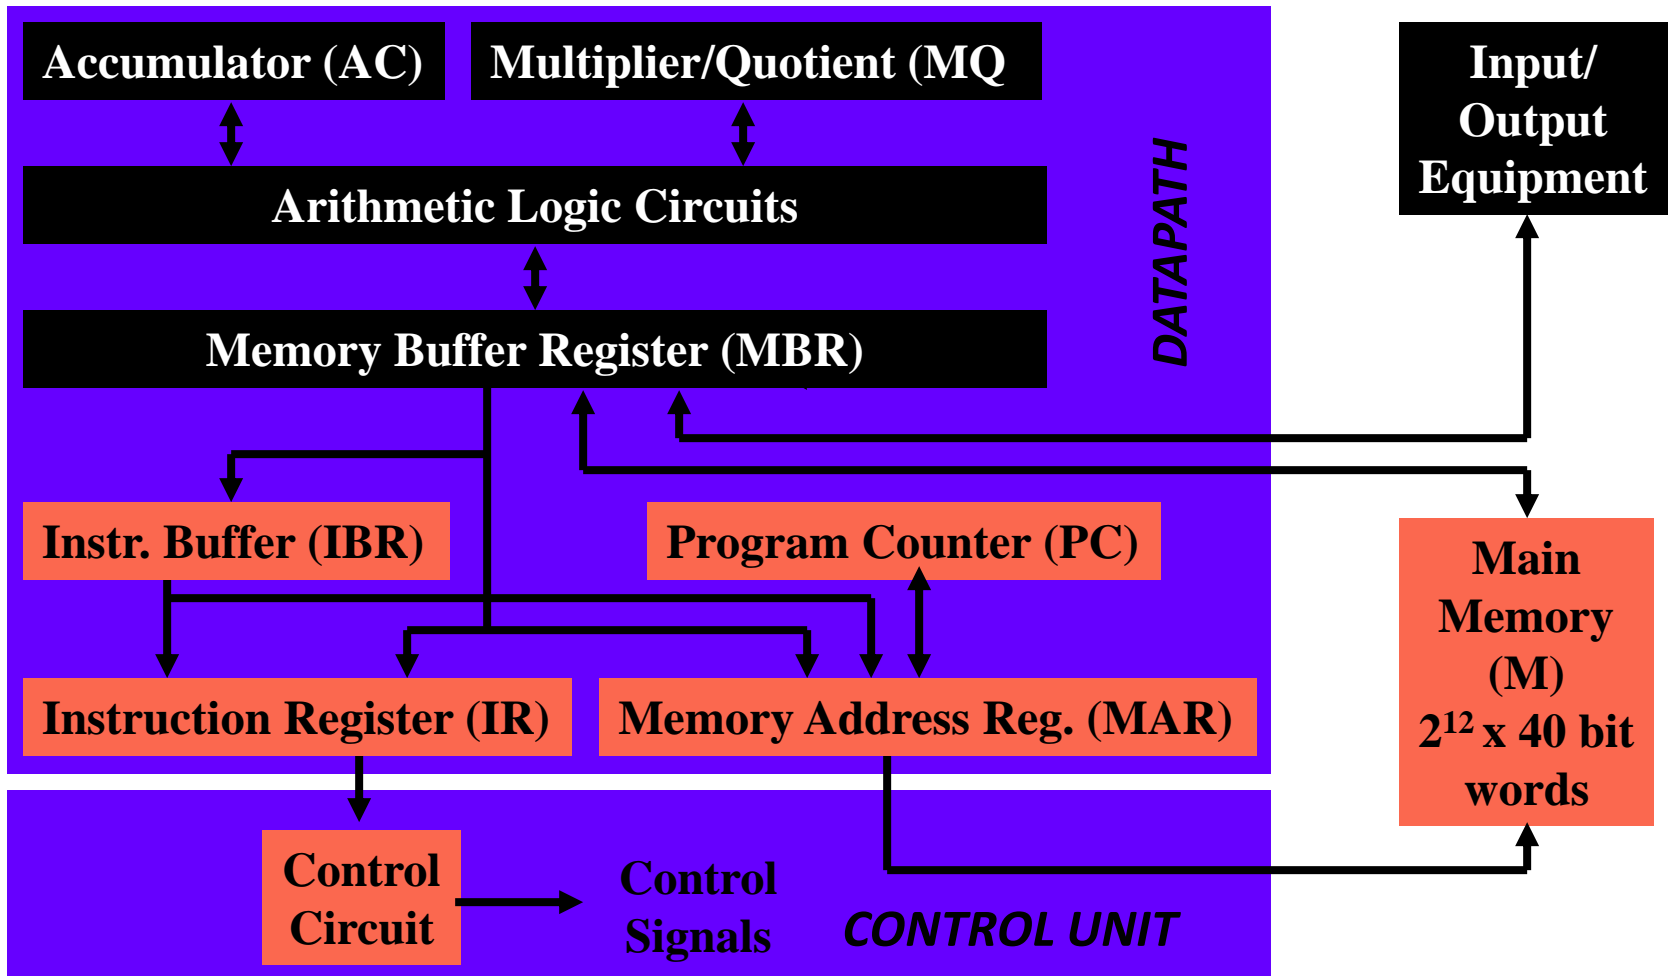 Accumulator (AC)
Multiplier/Quotient (MQ
Input/
Output
Equipment
Arithmetic Logic Circuits
DATAPATH
Memory Buffer Register (MBR)
Instr. Buffer (IBR)
Program Counter (PC)
Main
Memory
(M)
2¹² x 40 bit
words
Instruction Register (IR)
Memory Address Reg. (MAR)
Control
Circuit
Control
Signals
CONTROL UNIT